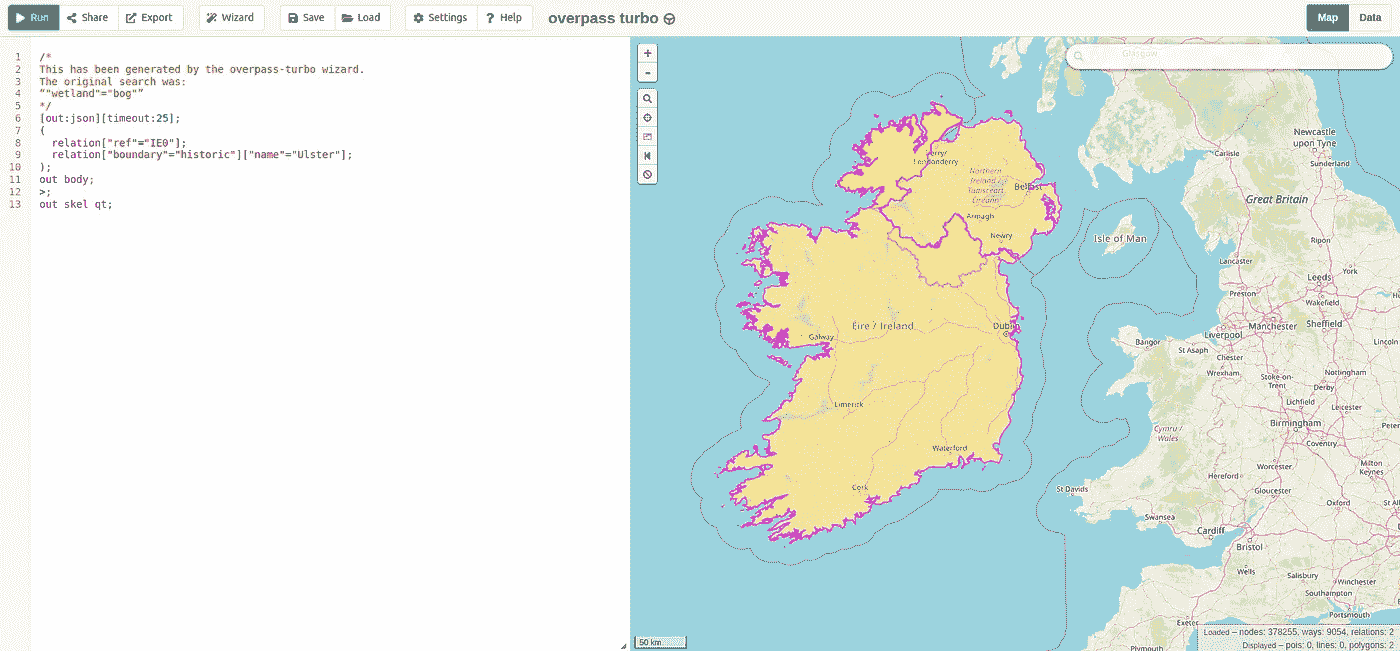 Run Share Export Wizard Save Load Settings Help overpass turbo Map Data
1 /*
2 This has been generated by the overpass-turbo wizard.
3 The original search was:
4 “"wetland"="bog"”
5 */
6 [out:json][timeout:25];
7 (
8 relation["ref"="IE0"];
9 relation["boundary"="historic"]["name"="Ulster"];
10 );
11 out body;
12 >;
13 out skel qt;
+
-
Glasgow
Newcastle
upon Tyne
Carlisle
Sunderland
Derry/
Londonderry
Northern
Ireland /
Tuaisceart
Éireann
Belfast
Great Britain
Armagh
Newry
Isle of Man
Ripon
Lancaster
York
Leeds
Preston
Wakefield
Éire / Ireland
Dublin
Galway
Manchester
Sheffield
Liverpool
Bangor
St Asaph
Lincoln
Chester
Wrexham
Stoke-on-
Trent
Nottingham
Derby
Limerick
Lichfield
Leicester
Birmingham
Peter
Cymru /
Wales
Coventry
Waterford
Worcester
Milton
Keynes
Hereford
Cork
St Davids
Gloucester
Oxford
St Al
Swansea
Cardiff
Bristol
Wells
Salisbury
Winchester
Southampton
Portsmouth
Exeter
Plymouth
50 km
Loaded – nodes: 378255, ways: 9054, relations: 2
Displayed – pois: 0, lines: 0, polygons: 2